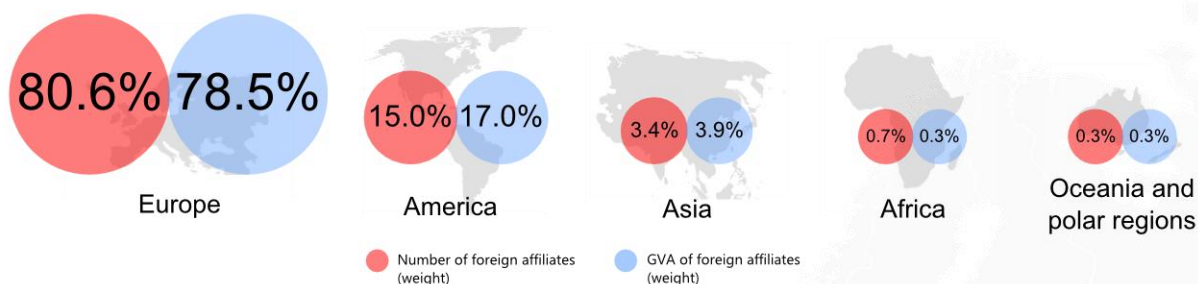 80.6% 78.5%
15.0% 17.0%
3.4% 3.9%
0.7% 0.3%
0.3% 0.3%
Europe
America
Asia
Africa
Oceania and
polar regions
Number of foreign affiliates
(weight)
GVA of foreign affiliates
(weight)